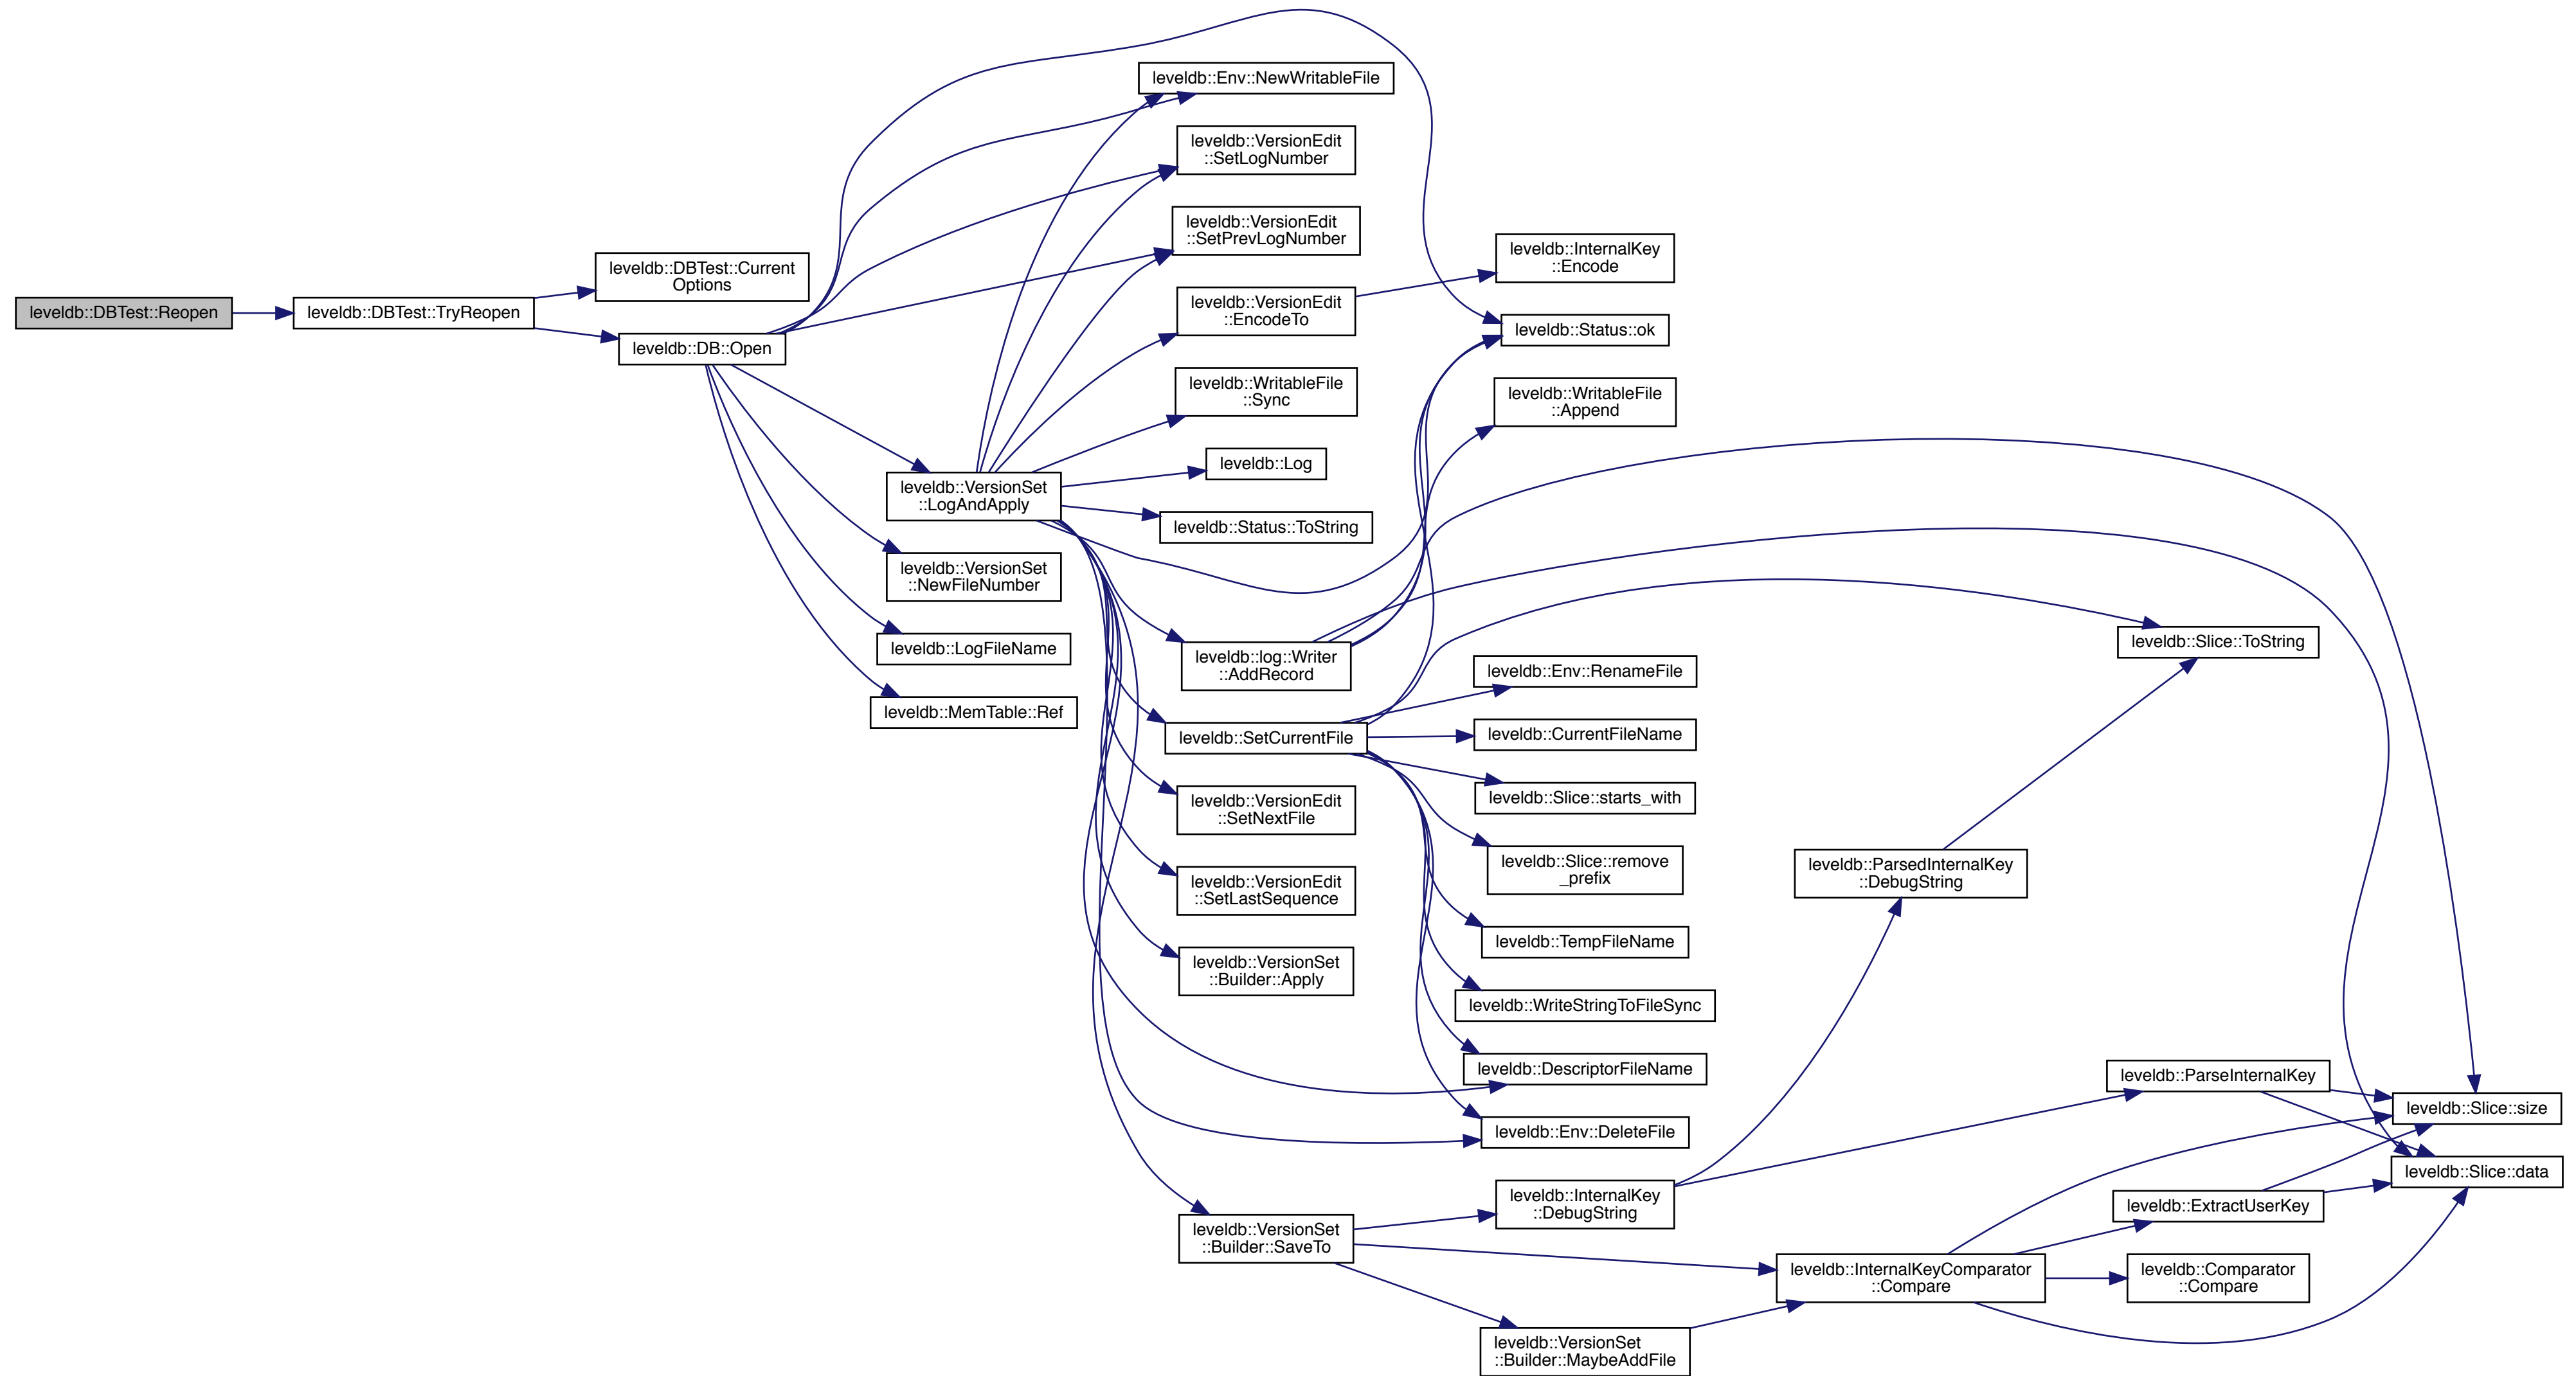 leveldb::DBTest::Reopen
leveldb::DBTest::TryReopen
leveldb::DBTest::Current
Options
leveldb::DB::Open
leveldb::VersionSet
::LogAndApply
leveldb::VersionSet
::NewFileNumber
leveldb::LogFileName
leveldb::MemTable::Ref
leveldb::Env::NewWritableFile
leveldb::VersionEdit
::SetLogNumber
leveldb::VersionEdit
::SetPrevLogNumber
leveldb::VersionEdit
::EncodeTo
leveldb::WritableFile
::Sync
leveldb::Log
leveldb::Status::ToString
leveldb::log::Writer
::AddRecord
leveldb::SetCurrentFile
leveldb::VersionEdit
::SetNextFile
leveldb::VersionEdit
::SetLastSequence
leveldb::VersionSet
::Builder::Apply
leveldb::VersionSet
::Builder::SaveTo
leveldb::InternalKey
::Encode
leveldb::Status::ok
leveldb::WritableFile
::Append
leveldb::Env::RenameFile
leveldb::CurrentFileName
leveldb::Slice::starts_with
leveldb::Slice::remove
_prefix
leveldb::TempFileName
leveldb::WriteStringToFileSync
leveldb::DescriptorFileName
leveldb::Env::DeleteFile
leveldb::InternalKey
::DebugString
leveldb::VersionSet
::Builder::MaybeAddFile
leveldb::ParsedInternalKey
::DebugString
leveldb::InternalKeyComparator
::Compare
leveldb::Slice::ToString
leveldb::ParseInternalKey
leveldb::ExtractUserKey
leveldb::Comparator
::Compare
leveldb::Slice::size
leveldb::Slice::data